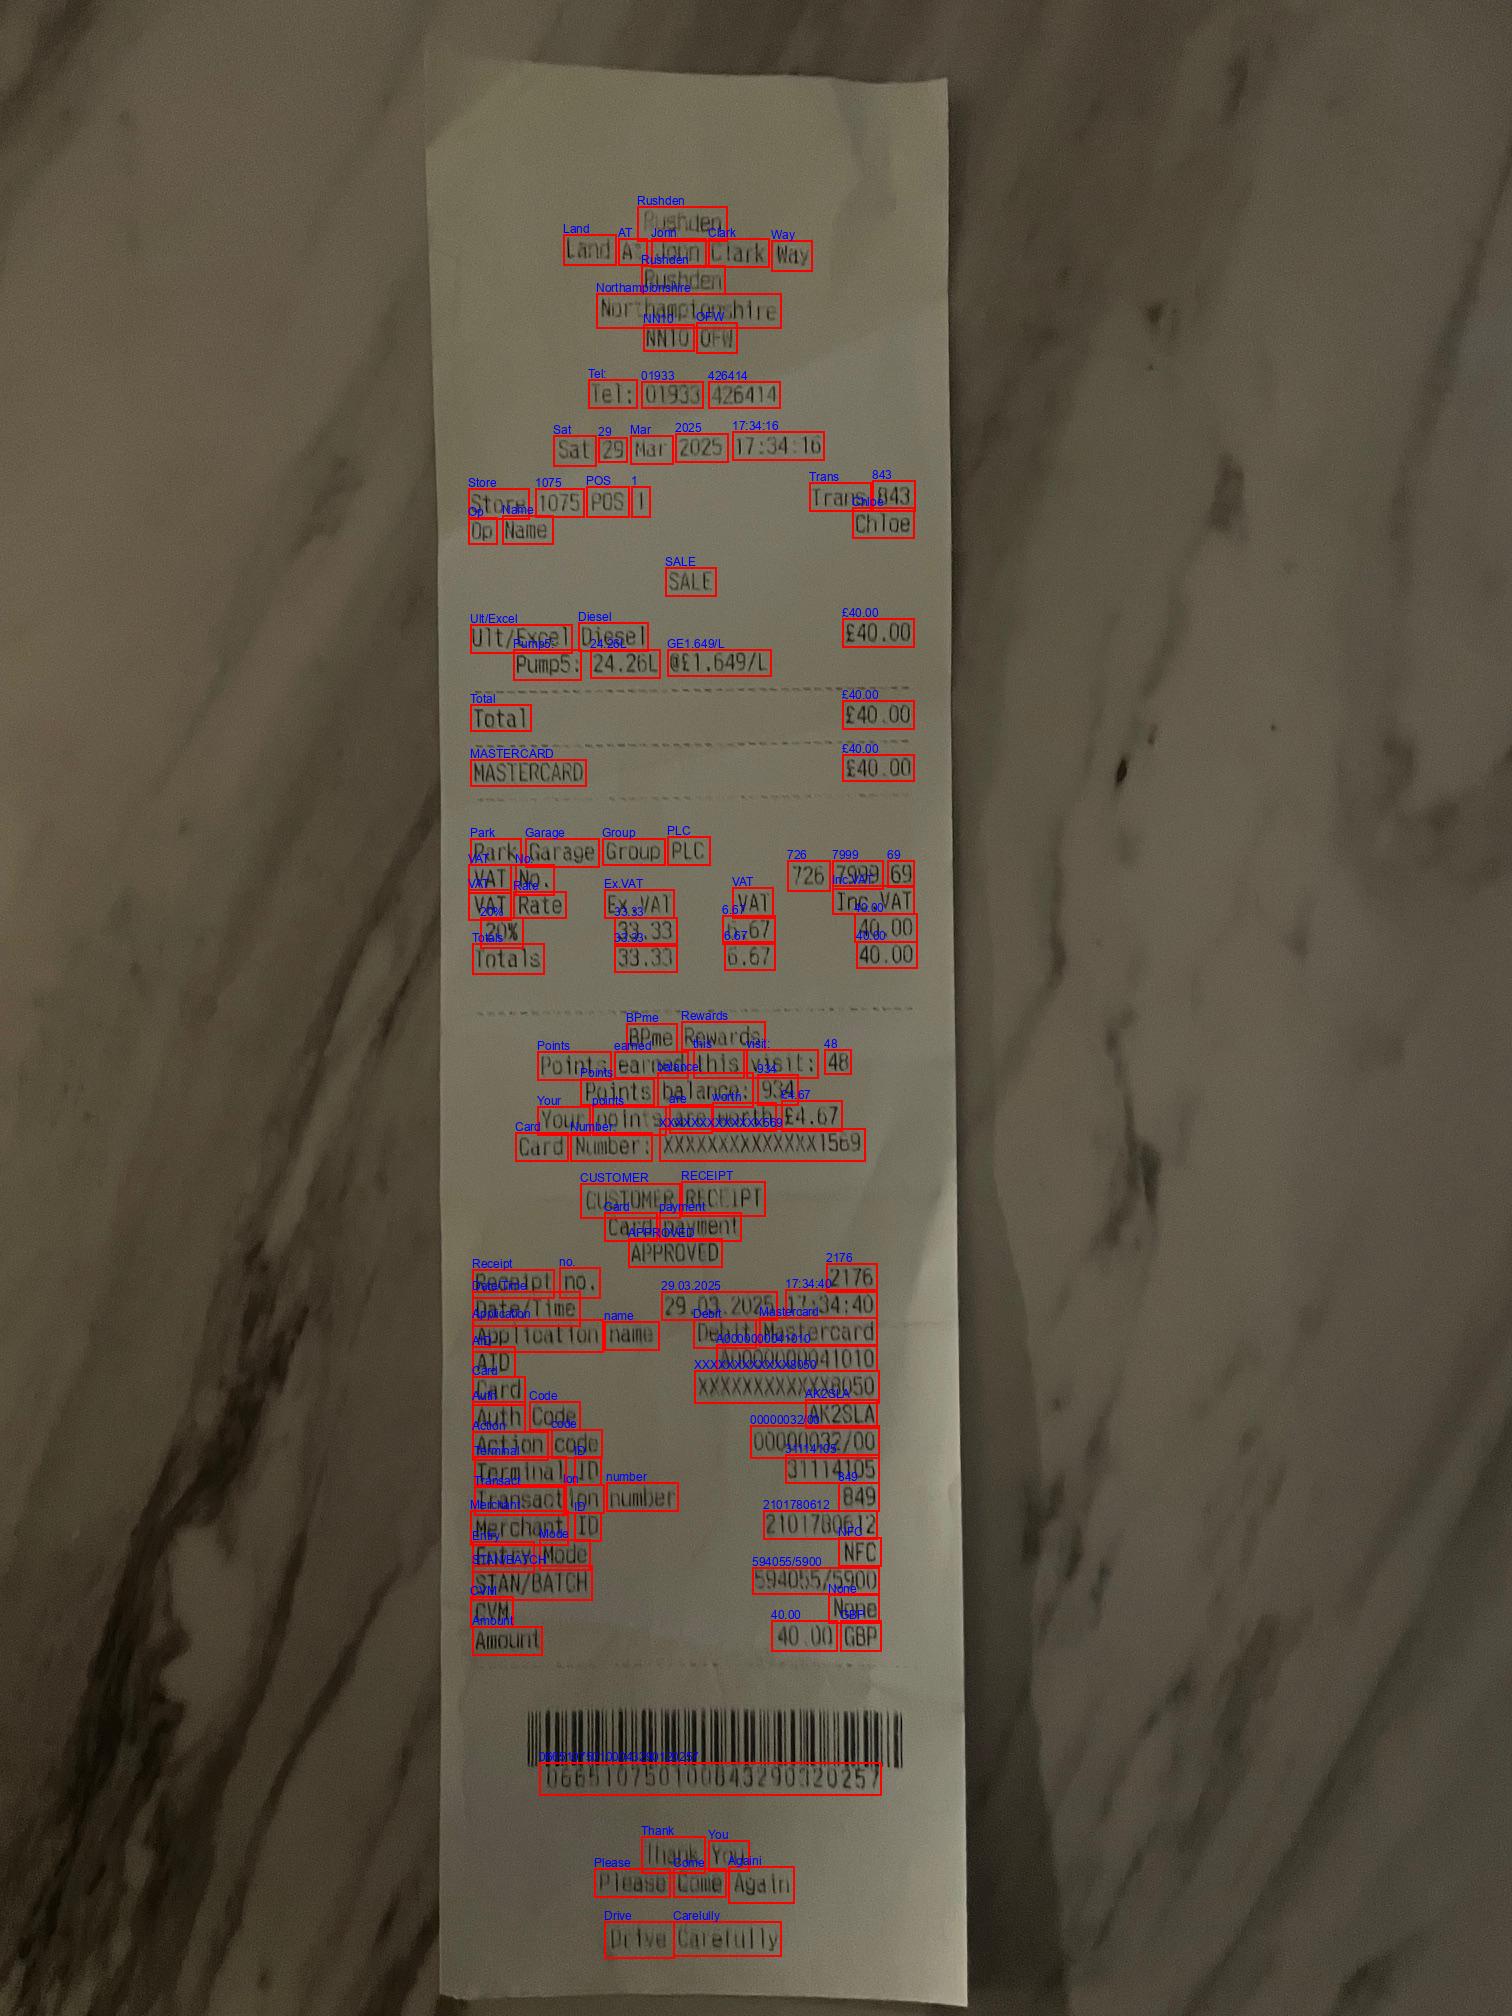 Rushden
Land AT John Clark Way
Rushden
Northamptonshire
NN10 0FW
Tel: 01933 426414
Sat 29 Mar 2025 17:34:16
Store 1075 POS 1 Trans 843
Op Name Chloe
SALE
Ult/Excel Diesel £40.00
Pump5: 24.26L @£1.649/L
Total £40.00
MASTERCARD £40.00
Park Garage Group PLC
VAT No. 726 7999 69
VAT Rate Ex.VAT VAT Inc.VAT
20% 33.33 6.67 40.00
Totals 33.33 6.67 40.00
BPme Rewards
Points earned this visit: 48
Points balance: 934
Your points are worth £4.67
Card Number: XXXXXXXXXXXXXXX1569
CUSTOMER RECEIPT
Card payment
APPROVED
Receipt no. 2176
Date/Time 29.03.2025 17:34:40
Application name Debit Mastercard
AID A0000000041010
Card XXXXXXXXXXXX8050
Auth Code AK2SLA
Action code 00000032/00
Terminal ID 31114105
Transaction number 849
Merchant ID 2101780612
Entry Mode NFC
STAN/BATCH 594055/5900
CVM None
Amount 40.00 GBP
06651075010084329 0320257
Thank You
Please Come Again
Drive Carefully